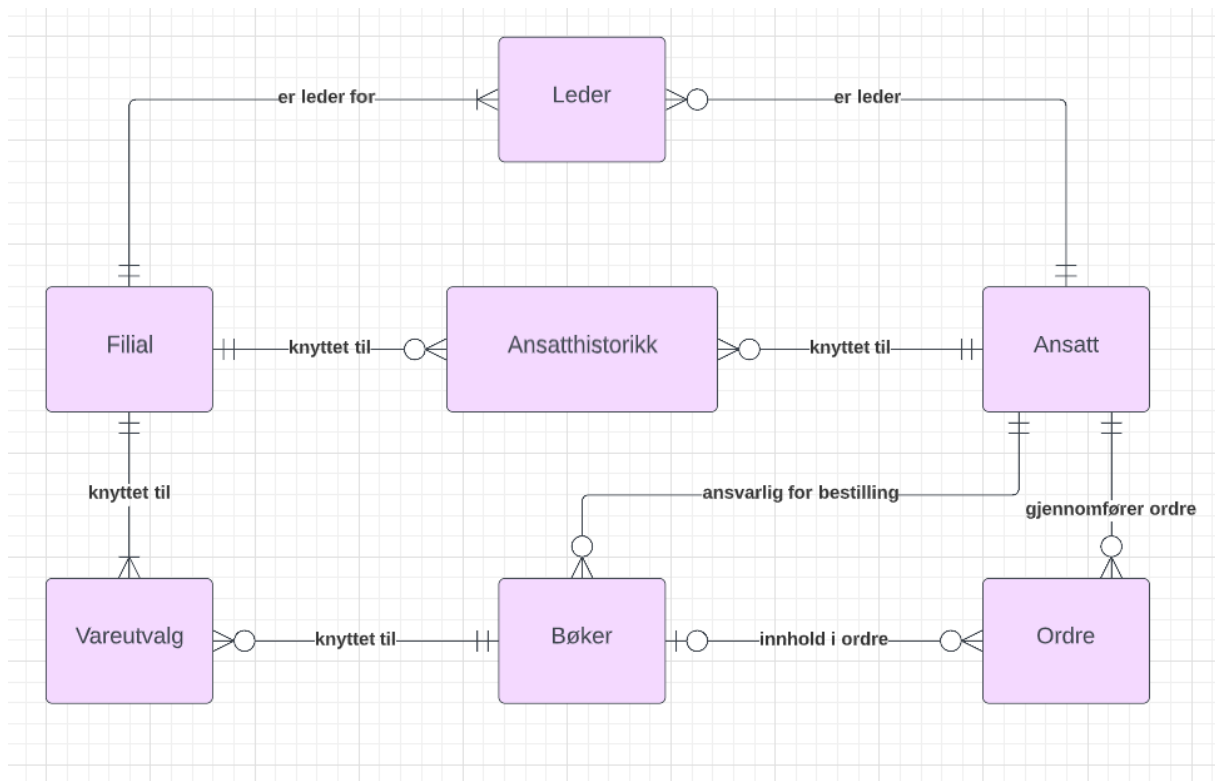 Leder
er leder for
er leder
Filial
knyttet til
Ansatthistorikk
knyttet til
Ansatt
knyttet til
ansvarlig for bestilling
gjennomfører ordre
Vareutvalg
knyttet til
Bøker
innhold i ordre
Ordre